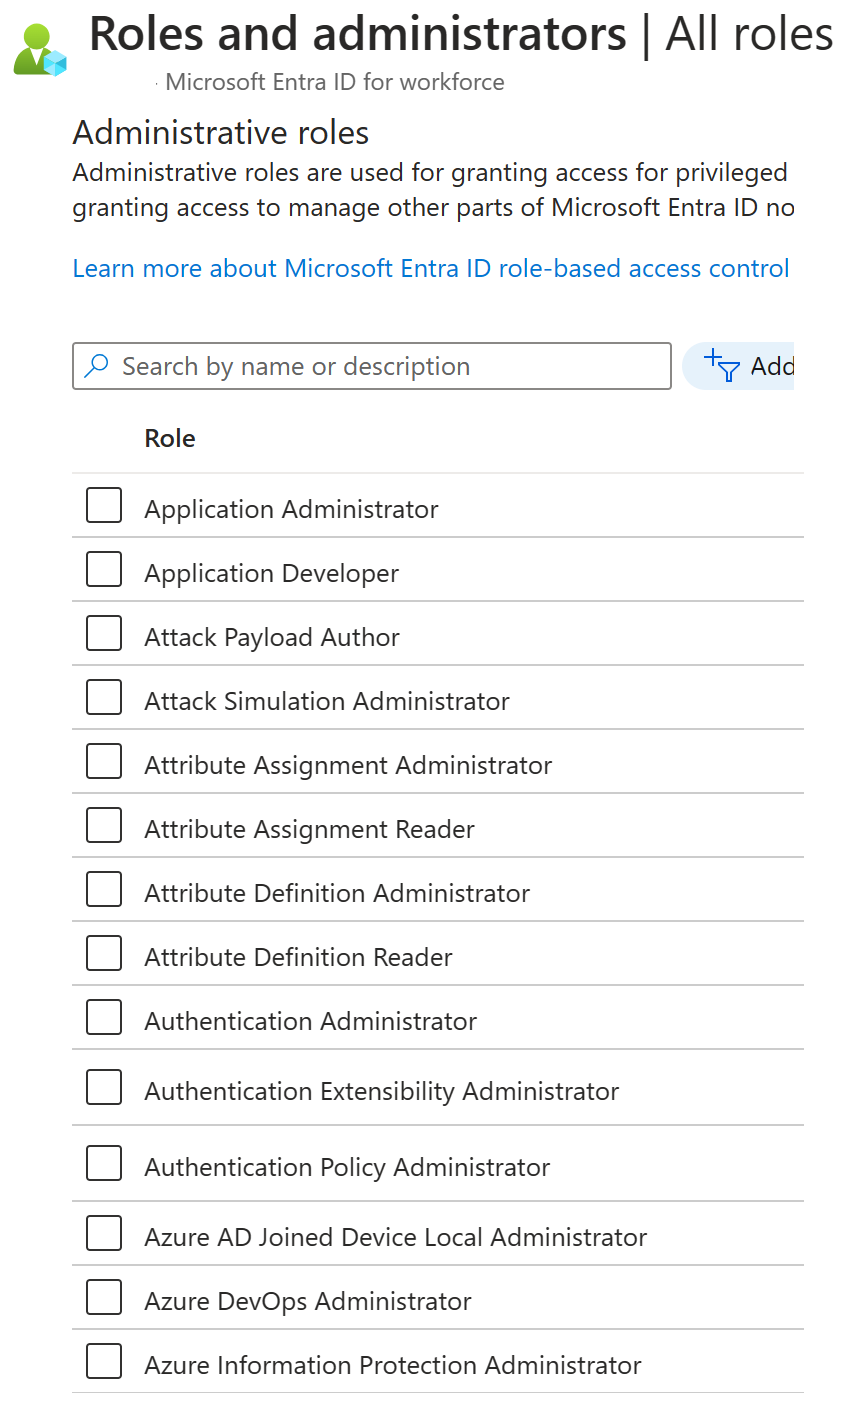 Roles and administrators | All roles
· Microsoft Entra ID for workforce
Administrative roles
Administrative roles are used for granting access for privileged
granting access to manage other parts of Microsoft Entra ID no
Learn more about Microsoft Entra ID role-based access control
Search by name or description
Add
Role
Application Administrator
Application Developer
Attack Payload Author
Attack Simulation Administrator
Attribute Assignment Administrator
Attribute Assignment Reader
Attribute Definition Administrator
Attribute Definition Reader
Authentication Administrator
Authentication Extensibility Administrator
Authentication Policy Administrator
Azure AD Joined Device Local Administrator
Azure DevOps Administrator
Azure Information Protection Administrator